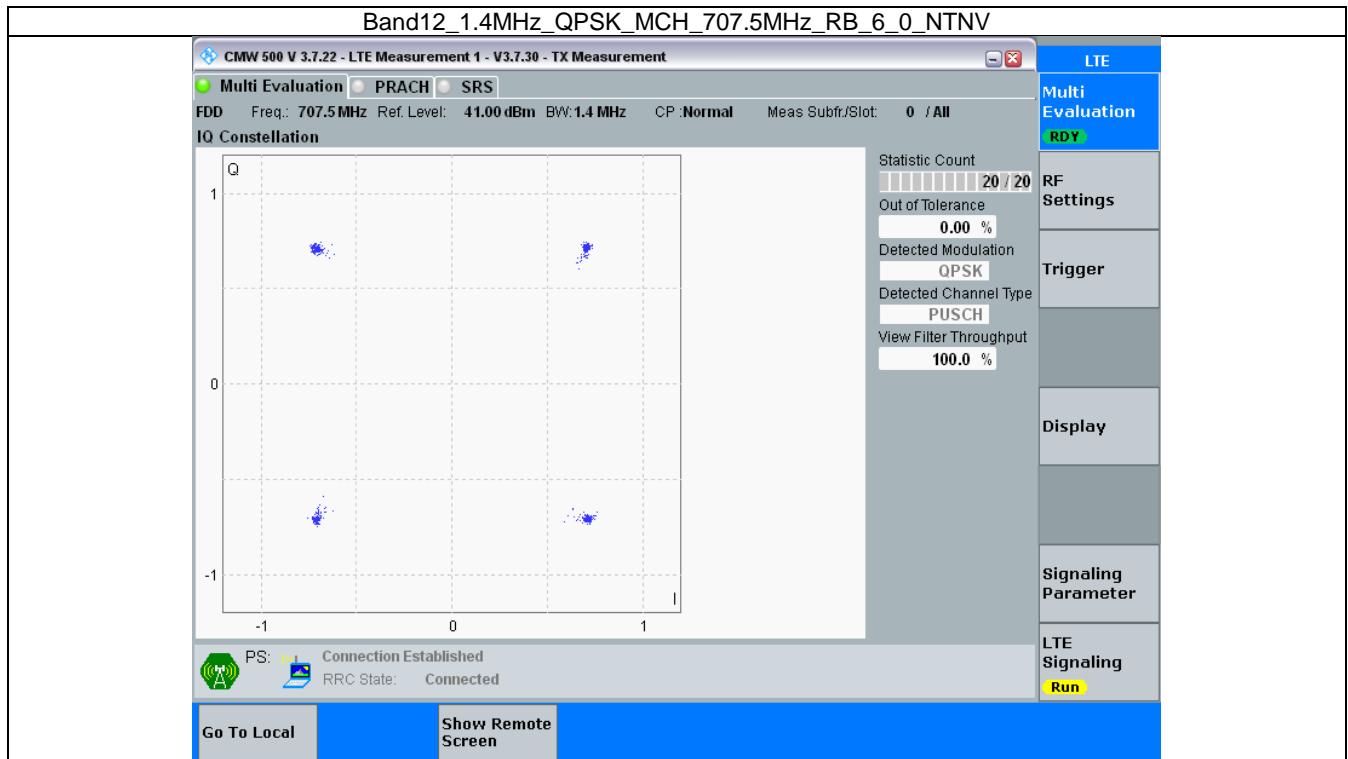 Band12_1.4MHz_QPSK_MCH_707.5MHz_RB_6_0_NTNV
CMW 500 V 3.7.22 - LTE Measurement 1 - V3.7.30 - TX Measurement
LTE
Multi Evaluation PRACH SRS
FDD Freq.: 707.5 MHz Ref. Level: 41.00 dBm BW: 1.4 MHz CP :Normal Meas Subfr./Slot: 0 / All
IQ Constellation
Q
1
0
-1
I
-1 0 1
Statistic Count
20 / 20
Out of Tolerance
0.00 %
Detected Modulation
QPSK
Detected Channel Type
PUSCH
View Filter Throughput
100.0 %
Multi
Evaluation
RDY
RF
Settings
Trigger
Display
Signaling
Parameter
LTE
Signaling
Run
PS: Connection Established
RRC State: Connected
Go To Local
Show Remote
Screen